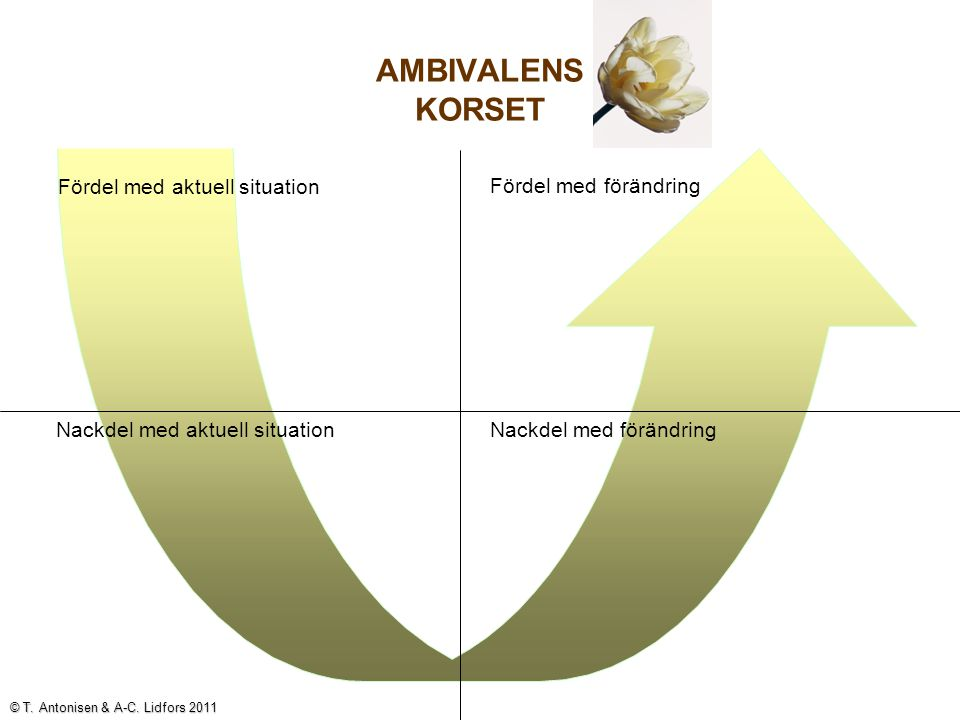 AMBIVALENS
KORSET
Fördel med aktuell situation
Fördel med förändring
Nackdel med aktuell situation
Nackdel med förändring
© T. Antonisen & A-C. Lidfors 2011